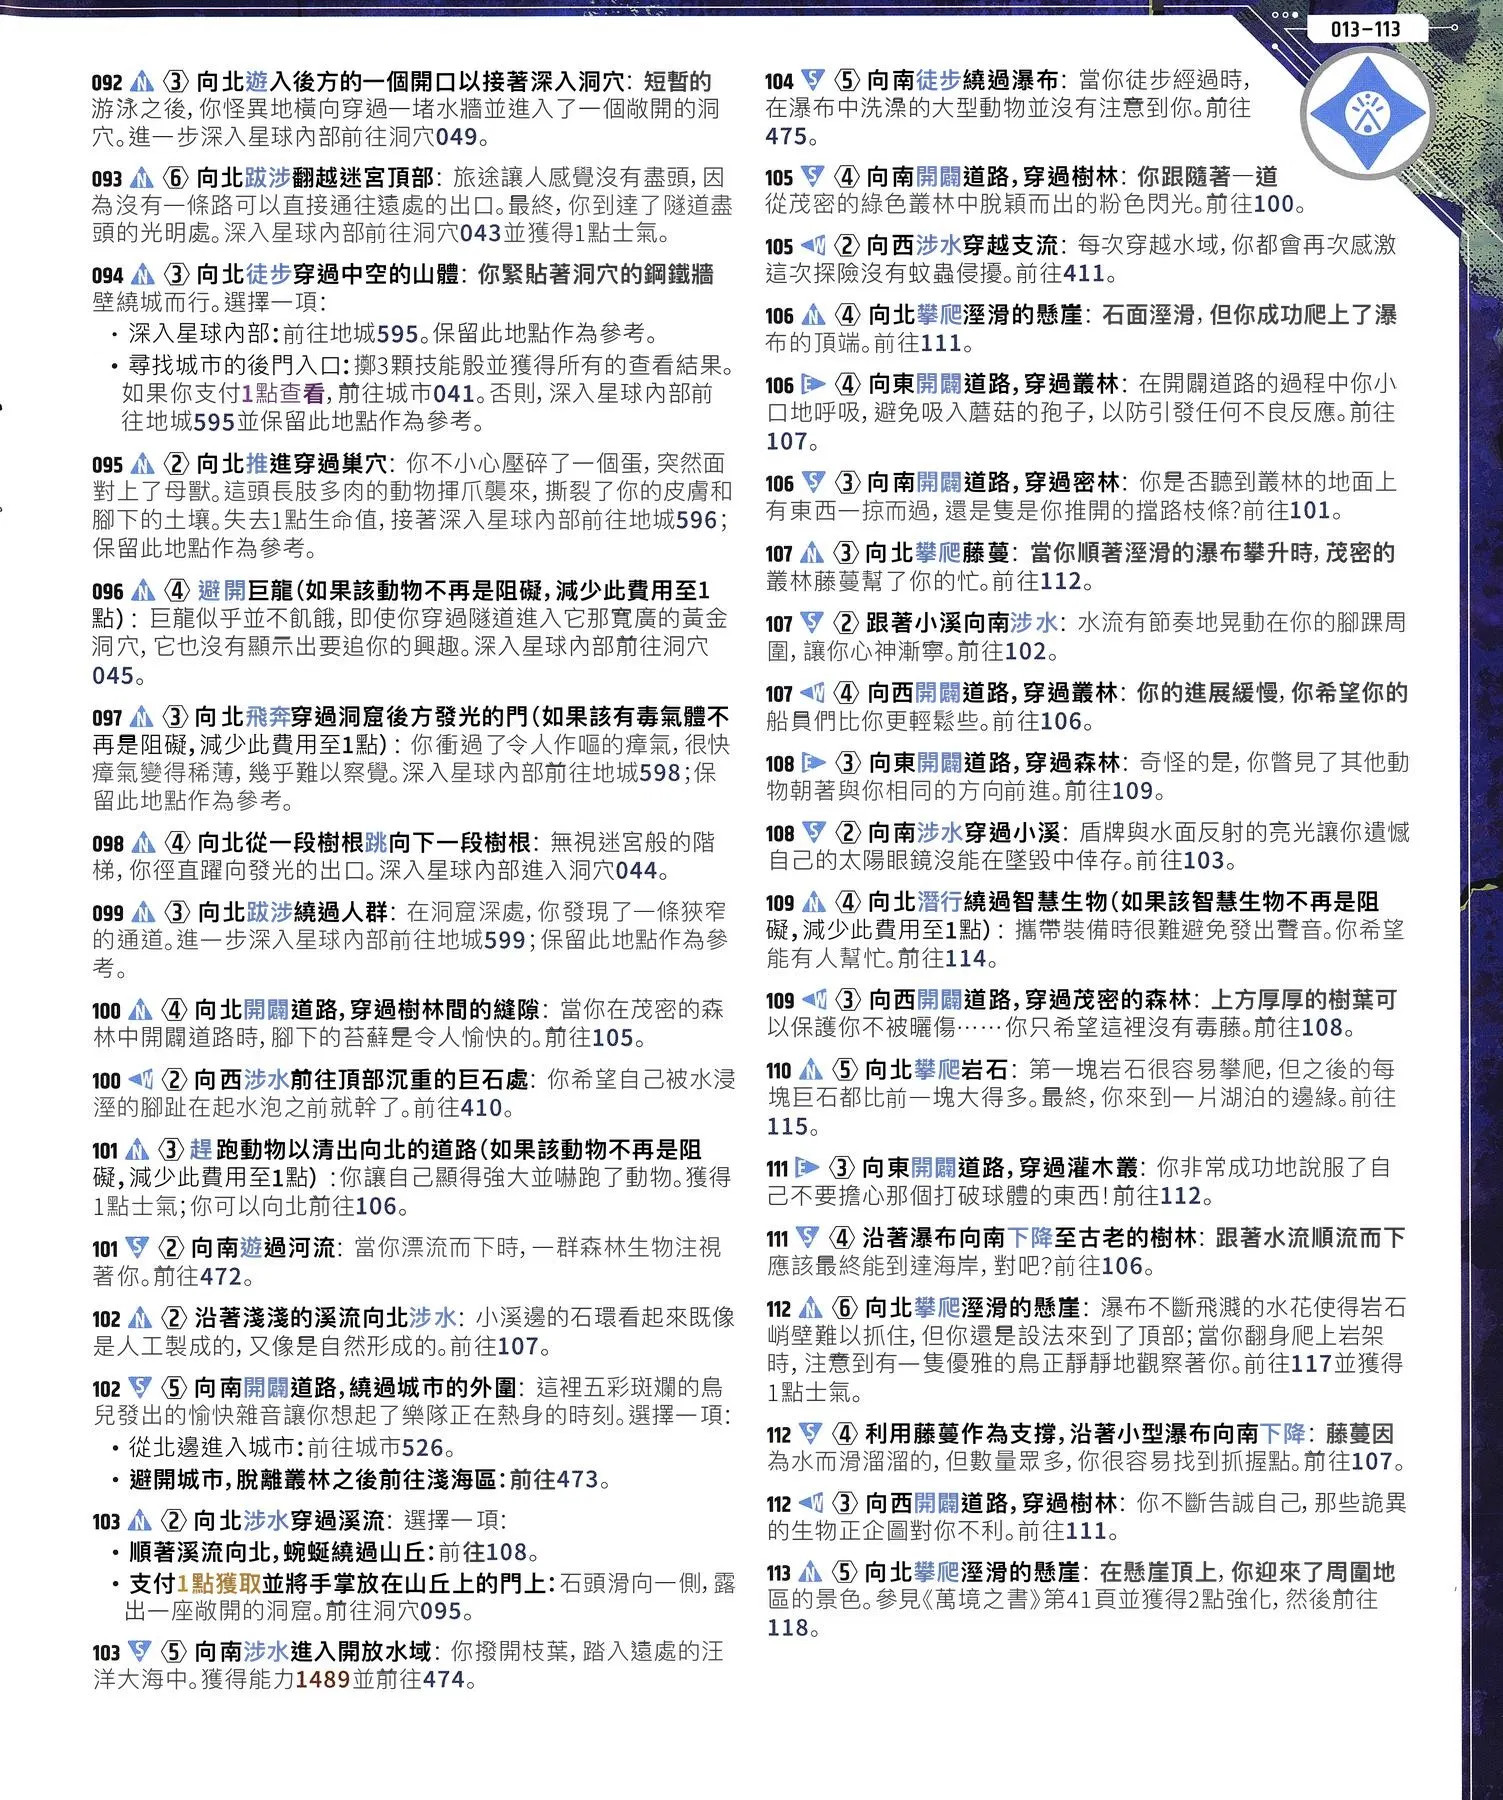 013–113
092 N 3 向北遊入後方的一個開口以接著深入洞穴：短暫的
游泳之後，你怪異地橫向穿過一堵水牆並進入了一個敞開的洞
穴。進一步深入星球內部前往洞穴049。
093 N 6 向北跋涉翻越迷宮頂部：旅途讓人感覺沒有盡頭，因
為沒有一條路可以直接通往遠處的出口。最終，你到達了隧道盡
頭的光明處。深入星球內部前往洞穴043並獲得1點士氣。
094 N 3 向北徒步穿過中空的山體：你緊貼著洞穴的鋼鐵牆
壁繞城而行。選擇一項：
・深入星球內部：前往地城595。保留此地點作為參考。
・尋找城市的後門入口：擲3顆技能骰並獲得所有的查看結果。
如果你支付1點查看，前往城市041。否則，深入星球內部前
往地城595並保留此地點作為參考。
095 N 2 向北推進穿過巢穴：你不小心壓碎了一個蛋，突然面
對上了母獸。這頭長肢多肉的動物揮爪襲來，撕裂了你的皮膚和
腳下的土壤。失去1點生命值，接著深入星球內部前往地城596；
保留此地點作為參考。
096 N 4 避開巨龍（如果該動物不再是阻礙，減少此費用至1
點）：巨龍似乎並不飢餓，即使你穿過隧道進入它那寬廣的黃金
洞穴，它也沒有顯示出要追你的興趣。深入星球內部前往洞穴
045。
097 N 3 向北飛奔穿過洞窟後方發光的門（如果該有毒氣體不
再是阻礙，減少此費用至1點）：你衝過了令人作嘔的瘴氣，很快
瘴氣變得稀薄，幾乎難以察覺。深入星球內部前往地城598；保
留此地點作為參考。
098 N 4 向北從一段樹根跳向下一段樹根：無視迷宮般的階
梯，你徑直躍向發光的出口。深入星球內部進入洞穴044。
099 N 3 向北跋涉繞過人群：在洞窟深處，你發現了一條狹窄
的通道。進一步深入星球內部前往地城599；保留此地點作為參
考。
100 N 4 向北開闢道路，穿過樹林間的縫隙：當你在茂密的森
林中開闢道路時，腳下的苔蘚是令人愉快的。前往105。
100 W 2 向西涉水前往頂部沉重的巨石處：你希望自己被水浸
溼的腳趾在起水泡之前就幹了。前往410。
101 N 3 趕跑動物以清出向北的道路（如果該動物不再是阻
礙，減少此費用至1點）：你讓自己顯得強大並嚇跑了動物。獲得
1點士氣；你可以向北前往106。
101 S 2 向南遊過河流：當你漂流而下時，一群森林生物注視
著你。前往472。
102 N 2 沿著淺淺的溪流向北涉水：小溪邊的石環看起來既像
是人工製成的，又像是自然形成的。前往107。
102 S 5 向南開闢道路，繞過城市的外圍：這裡五彩斑斕的鳥
兒發出的愉快雜音讓你想起了樂隊正在熱身的時刻。選擇一項：
・從北邊進入城市：前往城市526。
・避開城市，脫離叢林之後前往淺海區：前往473。
103 N 2 向北涉水穿過溪流：選擇一項：
・順著溪流向北，蜿蜒繞過山丘：前往108。
・支付1點獲取並將手掌放在山丘上的門上：石頭滑向一側，露
出一座敞開的洞窟。前往洞穴095。
103 S 5 向南涉水進入開放水域：你撥開枝葉，踏入遠處的汪
洋大海中。獲得能力1489並前往474。
104 S 5 向南徒步繞過瀑布：當你徒步經過時，
在瀑布中洗澡的大型動物並沒有注意到你。前往
475。
105 S 4 向南開闢道路，穿過樹林：你跟隨著一道
從茂密的綠色叢林中脫穎而出的粉色閃光。前往100。
105 W 2 向西涉水穿越支流：每次穿越水域，你都會再次感激
這次探險沒有蚊蟲侵擾。前往411。
106 N 4 向北攀爬溼滑的懸崖：石面溼滑，但你成功爬上了瀑
布的頂端。前往111。
106 E 4 向東開闢道路，穿過叢林：在開闢道路的過程中你小
口地呼吸，避免吸入蘑菇的孢子，以防引發任何不良反應。前往
107。
106 S 3 向南開闢道路，穿過密林：你是否聽到叢林的地面上
有東西一掠而過，還是隻是你推開的擋路枝條？前往101。
107 N 3 向北攀爬藤蔓：當你順著溼滑的瀑布攀升時，茂密的
叢林藤蔓幫了你的忙。前往112。
107 S 2 跟著小溪向南涉水：水流有節奏地晃動在你的腳踝周
圍，讓你心神漸寧。前往102。
107 W 4 向西開闢道路，穿過叢林：你的進展緩慢，你希望你的
船員們比你更輕鬆些。前往106。
108 E 3 向東開闢道路，穿過森林：奇怪的是，你瞥見了其他動
物朝著與你相同的方向前進。前往109。
108 S 2 向南涉水穿過小溪：盾牌與水面反射的亮光讓你遺憾
自己的太陽眼鏡沒能在墜毀中倖存。前往103。
109 N 4 向北潛行繞過智慧生物（如果該智慧生物不再是阻
礙，減少此費用至1點）：攜帶裝備時很難避免發出聲音。你希望
能有人幫忙。前往114。
109 W 3 向西開闢道路，穿過茂密的森林：上方厚厚的樹葉可
以保護你不被曬傷……你只希望這裡沒有毒藤。前往108。
110 N 5 向北攀爬岩石：第一塊岩石很容易攀爬，但之後的每
塊巨石都比前一塊大得多。最終，你來到一片湖泊的邊緣。前往
115。
111 E 3 向東開闢道路，穿過灌木叢：你非常成功地說服了自
己不要擔心那個打破球體的東西！前往112。
111 S 4 沿著瀑布向南下降至古老的樹林：跟著水流順流而下
應該最終能到達海岸，對吧？前往106。
112 N 6 向北攀爬溼滑的懸崖：瀑布不斷飛濺的水花使得岩石
峭壁難以抓住，但你還是設法來到了頂部；當你翻身爬上岩架
時，注意到有一隻優雅的鳥正靜靜地觀察著你。前往117並獲得
1點士氣。
112 S 4 利用藤蔓作為支撐，沿著小型瀑布向南下降：藤蔓因
為水而滑溜溜的，但數量眾多，你很容易找到抓握點。前往107。
112 W 3 向西開闢道路，穿過樹林：你不斷告誡自己，那些詭異
的生物正企圖對你不利。前往111。
113 N 5 向北攀爬溼滑的懸崖：在懸崖頂上，你迎來了周圍地
區的景色。參見《萬境之書》第41頁並獲得2點強化，然後前往
118。